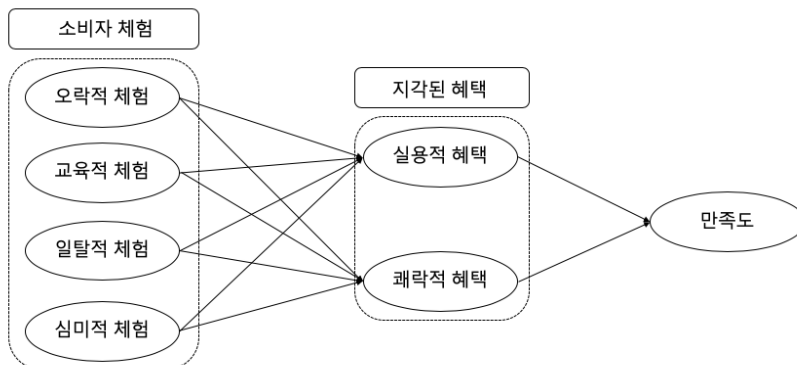 소비자 체험
오락적 체험
교육적 체험
일탈적 체험
심미적 체험
지각된 혜택
실용적 혜택
쾌락적 혜택
만족도